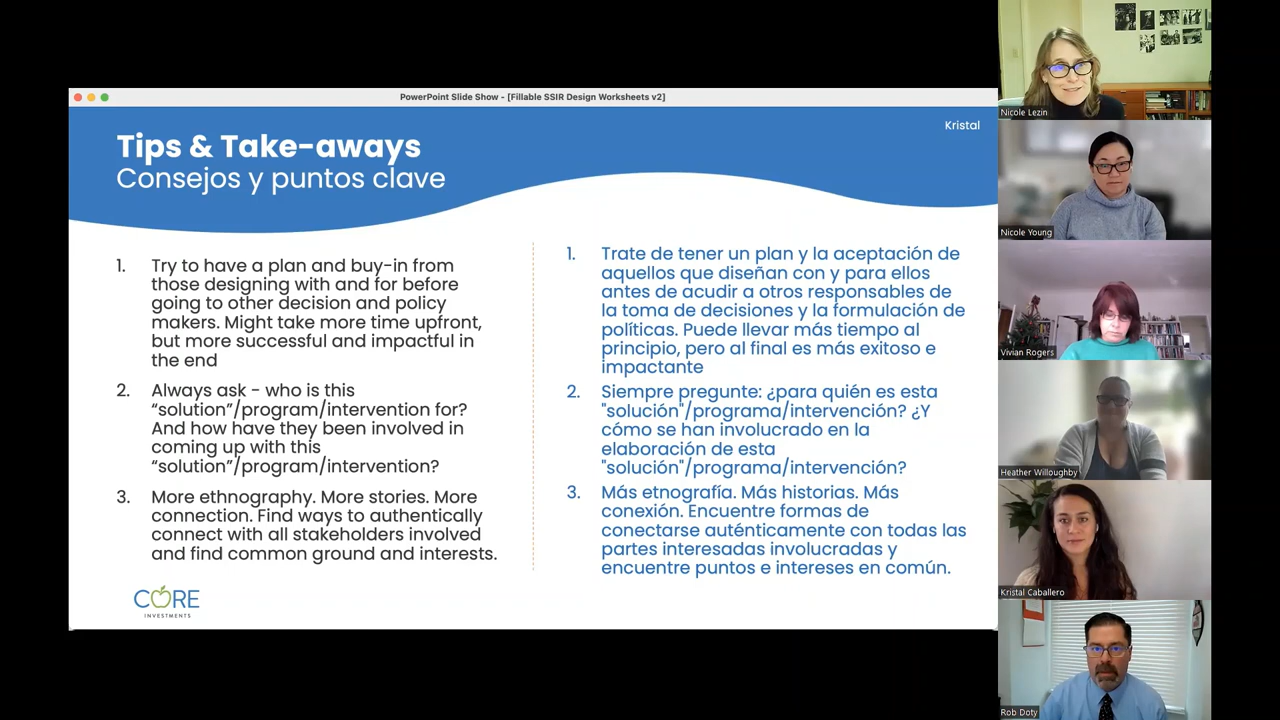 PowerPoint Slide Show - [Fillable SSIR Design Worksheets v2]
Kristal
Tips & Take-aways
Consejos y puntos clave
1. Try to have a plan and buy-in from
those designing with and for before
going to other decision and policy
makers. Might take more time upfront,
but more successful and impactful in
the end
2. Always ask - who is this
“solution”/program/intervention for?
And how have they been involved in
coming up with this
“solution”/program/intervention?
3. More ethnography. More stories. More
connection. Find ways to authentically
connect with all stakeholders involved
and find common ground and interests.
1. Trate de tener un plan y la aceptación de
aquellos que diseñan con y para ellos
antes de acudir a otros responsables de
la toma de decisiones y la formulación de
políticas. Puede llevar más tiempo al
principio, pero al final es más exitoso e
impactante
2. Siempre pregunte: ¿para quién es esta
"solución"/programa/intervención? ¿Y
cómo se han involucrado en la
elaboración de esta
"solución"/programa/intervención?
3. Más etnografía. Más historias. Más
conexión. Encuentre formas de
conectarse auténticamente con todas las
partes interesadas involucradas y
encuentre puntos e intereses en común.
CORE
INVESTMENTS
Nicole Lezin
Nicole Young
Vivian Rogers
Heather Willoughby
Kristal Caballero
Rob Doty